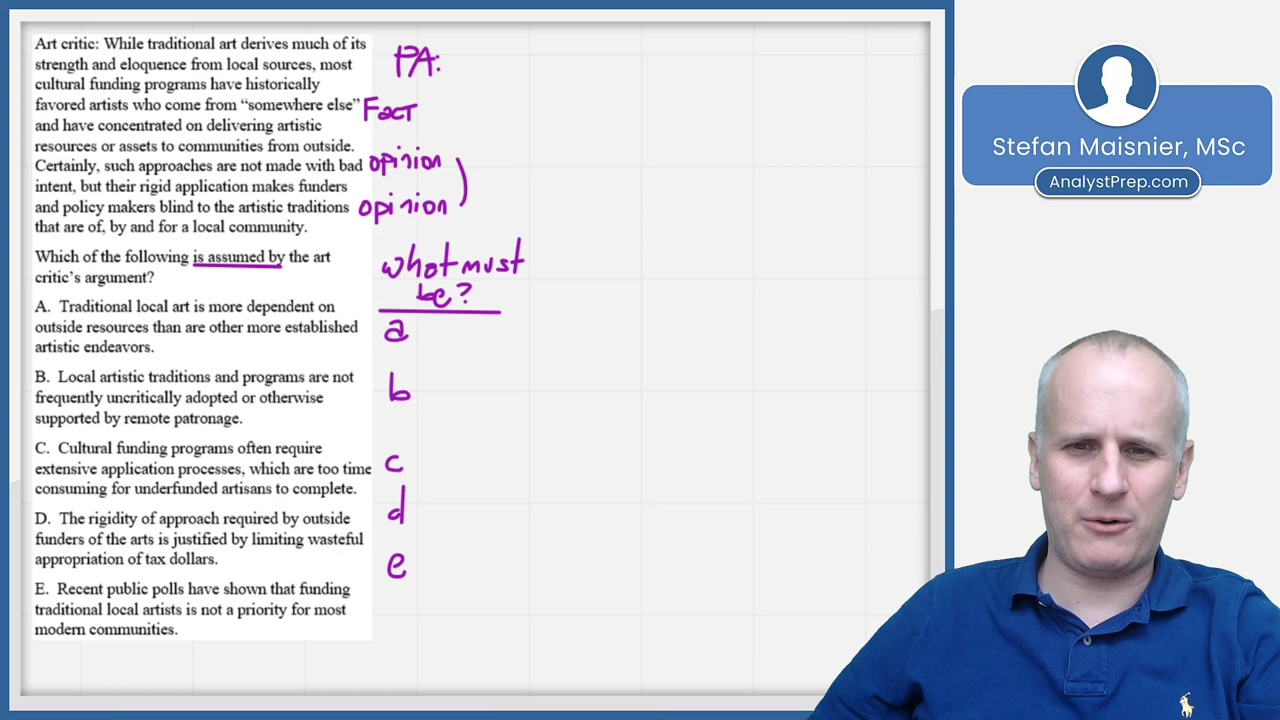 Art critic: While traditional art derives much of its
strength and eloquence from local sources, most
cultural funding programs have historically
favored artists who come from “somewhere else”
and have concentrated on delivering artistic
resources or assets to communities from outside.
Certainly, such approaches are not made with bad
intent, but their rigid application makes funders
and policy makers blind to the artistic traditions
that are of, by and for a local community.
Which of the following is assumed by the art
critic’s argument?
A. Traditional local art is more dependent on
outside resources than are other more established
artistic endeavors.
B. Local artistic traditions and programs are not
frequently uncritically adopted or otherwise
supported by remote patronage.
C. Cultural funding programs often require
extensive application processes, which are too time
consuming for underfunded artisans to complete.
D. The rigidity of approach required by outside
funders of the arts is justified by limiting wasteful
appropriation of tax dollars.
E. Recent public polls have shown that funding
traditional local artists is not a priority for most
modern communities.
PA:
Fact
opinion
opinion
what must
be?
a
b
c
d
e
Stefan Maisnier, MSc
AnalystPrep.com